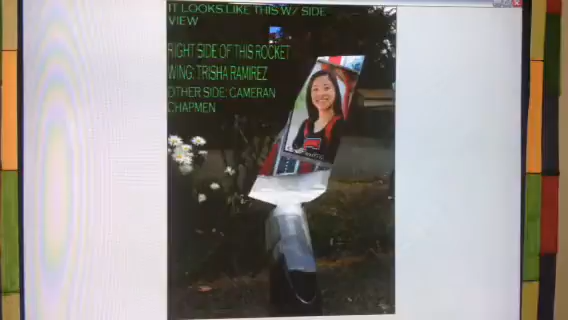 IT LOOKS LIKE THIS W/ SIDE
VIEW
RIGHT SIDE OF THIS ROCKET
WING: TRISHA RAMIREZ
OTHER SIDE: CAMERAN
CHAPMEN